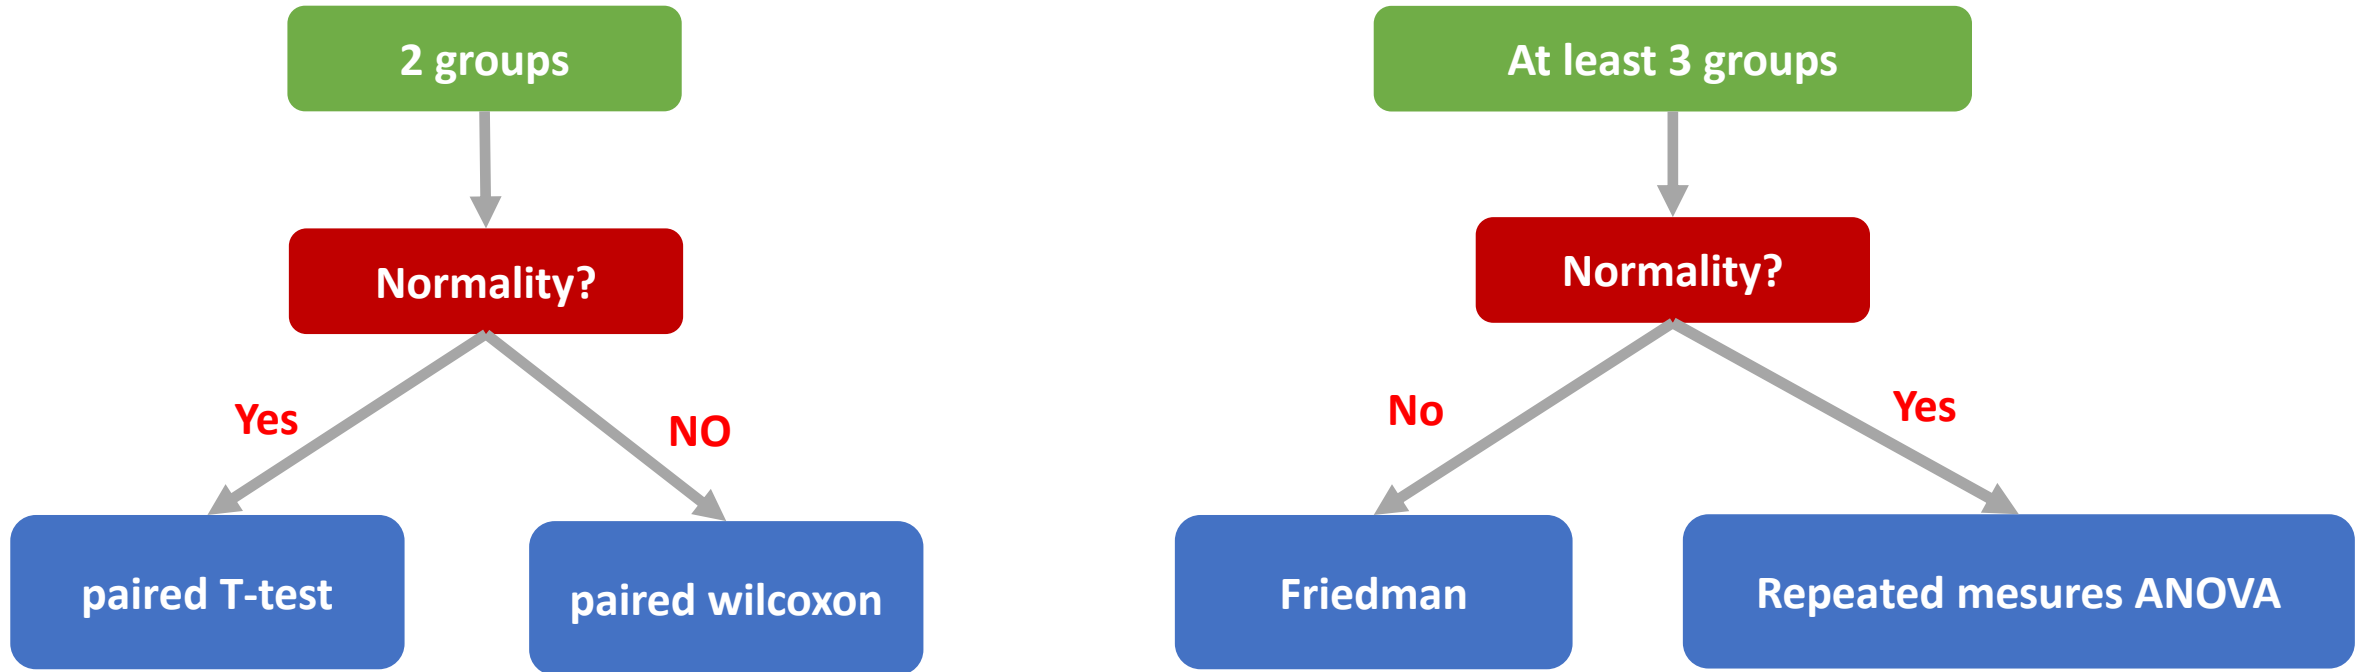 2 groups
At least 3 groups
Normality?
Normality?
Yes
NO
No
Yes
paired T-test
paired wilcoxon
Friedman
Repeated mesures ANOVA